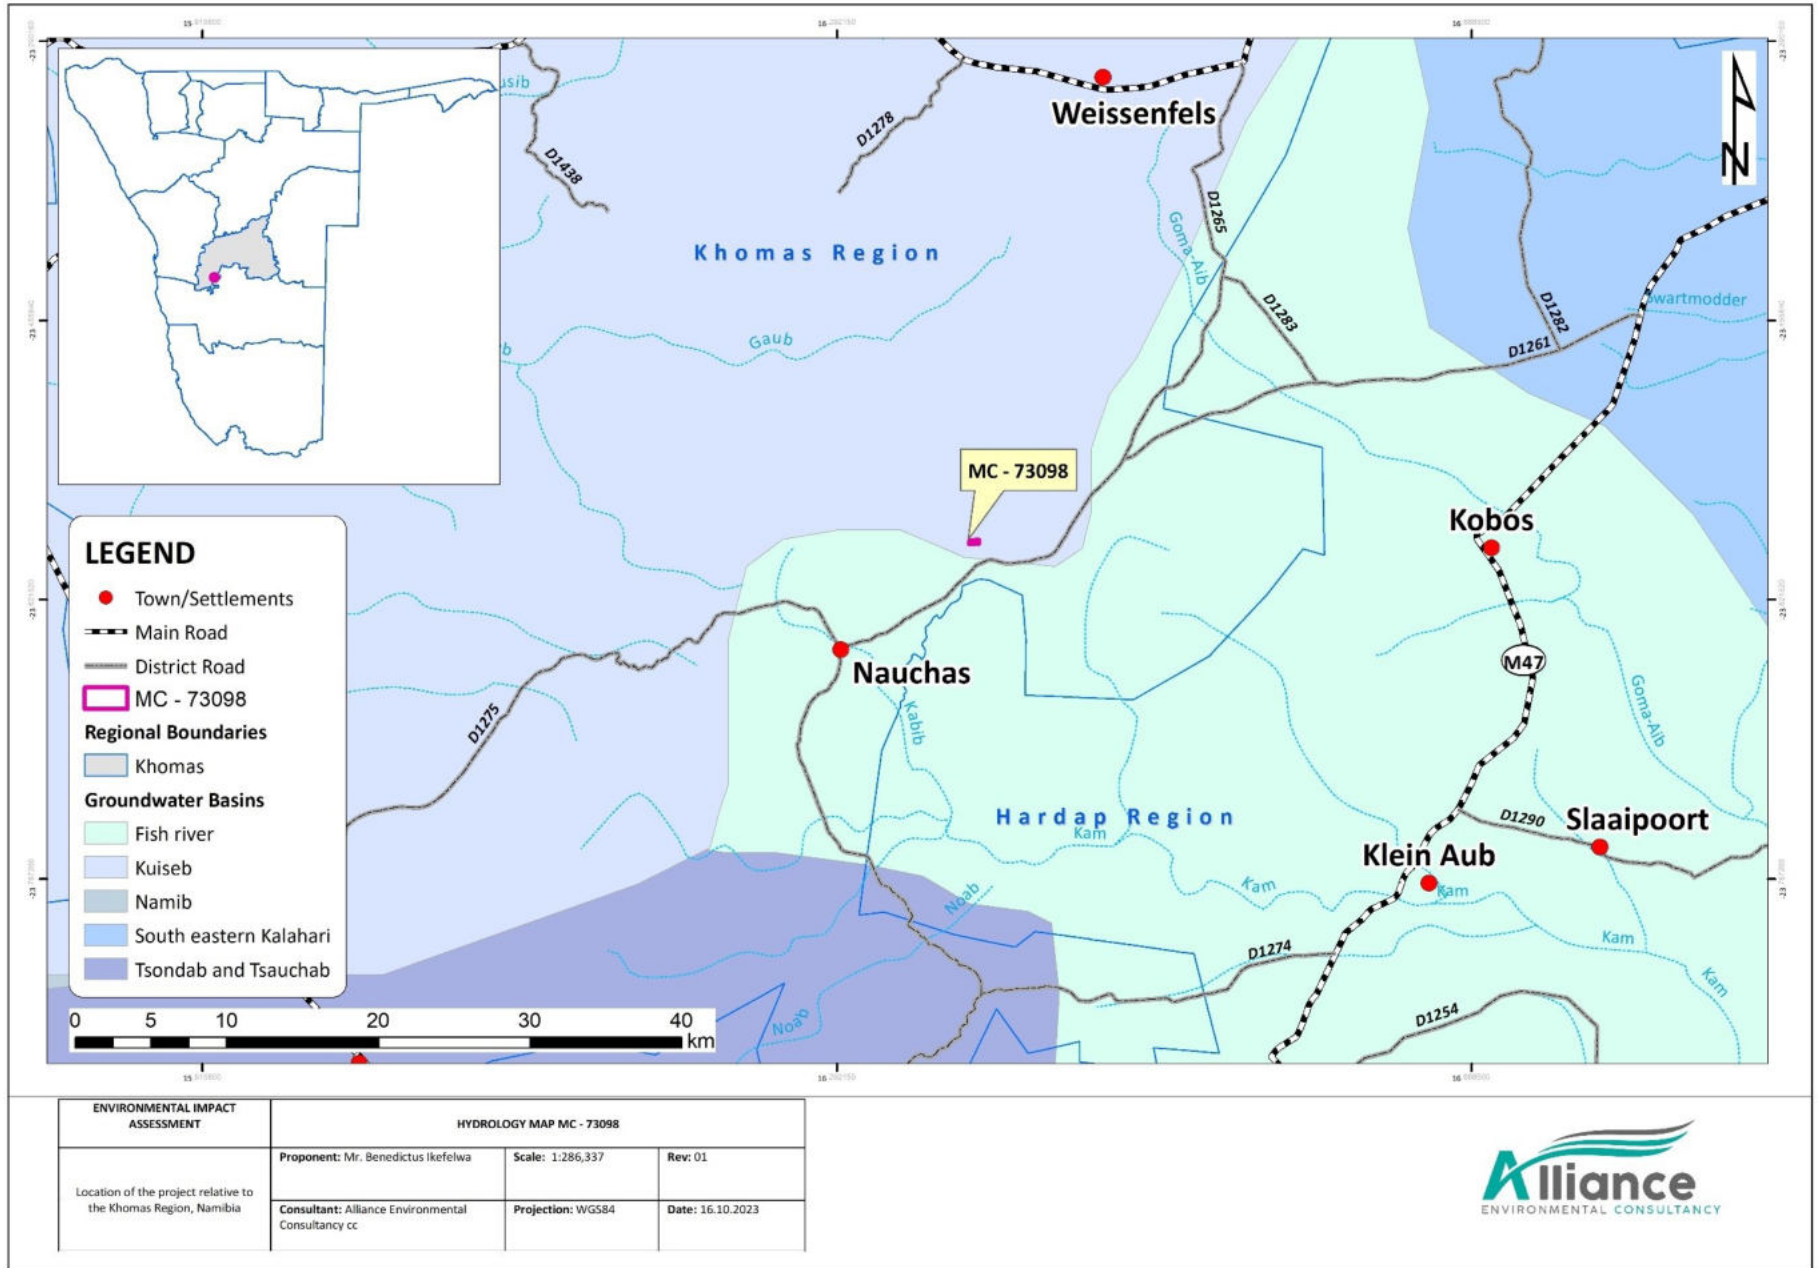 Weissenfels
D1278
D1438
D1265
Goma-Aib
Khomas Region
D1283
D1282
D1261
Gaub
MC - 73098
Kobos
N
LEGEND
Town/Settlements
Main Road
District Road
MC - 73098
Regional Boundaries
Khomas
Groundwater Basins
Fish river
Kuiseb
Namib
South eastern Kalahari
Tsondab and Tsauchab
Nauchas
Kabib
M47
Goma-Aib
D1275
Hardap Region
Kam
D1290
Slaaipoort
Klein Aub
Kam
Kam
Noab
Kam
Kam
D1274
Noab
D1254
0 5 10 20 30 40
km
ENVIRONMENTAL IMPACT
ASSESSMENT
HYDROLOGY MAP MC - 73098
Proponent: Mr. Benedictus Ikefelwa
Scale: 1:286,337
Rev: 01
Location of the project relative to
the Khomas Region, Namibia
Consultant: Alliance Environmental
Consultancy cc
Projection: WGS84
Date: 16.10.2023
Alliance
ENVIRONMENTAL CONSULTANCY